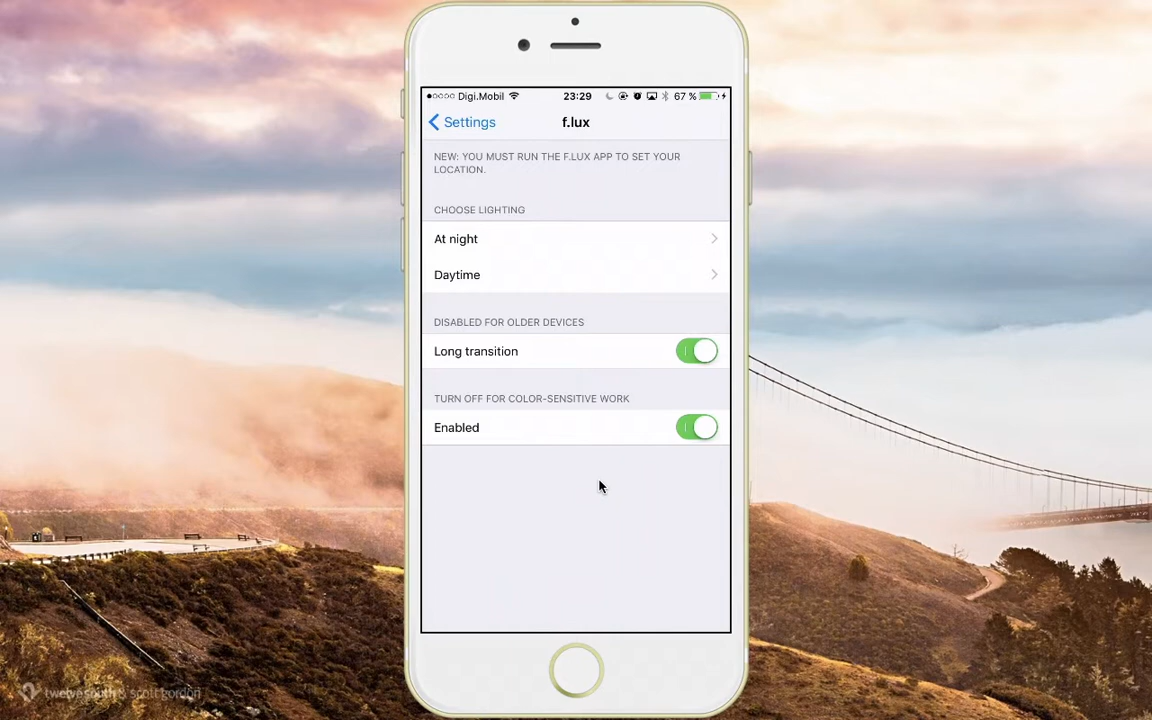 Digi.Mobil 23:29 67 %
Settings f.lux
NEW: YOU MUST RUN THE F.LUX APP TO SET YOUR
LOCATION.
CHOOSE LIGHTING
At night
Daytime
DISABLED FOR OLDER DEVICES
Long transition
TURN OFF FOR COLOR-SENSITIVE WORK
Enabled
twelve south & scott gordon